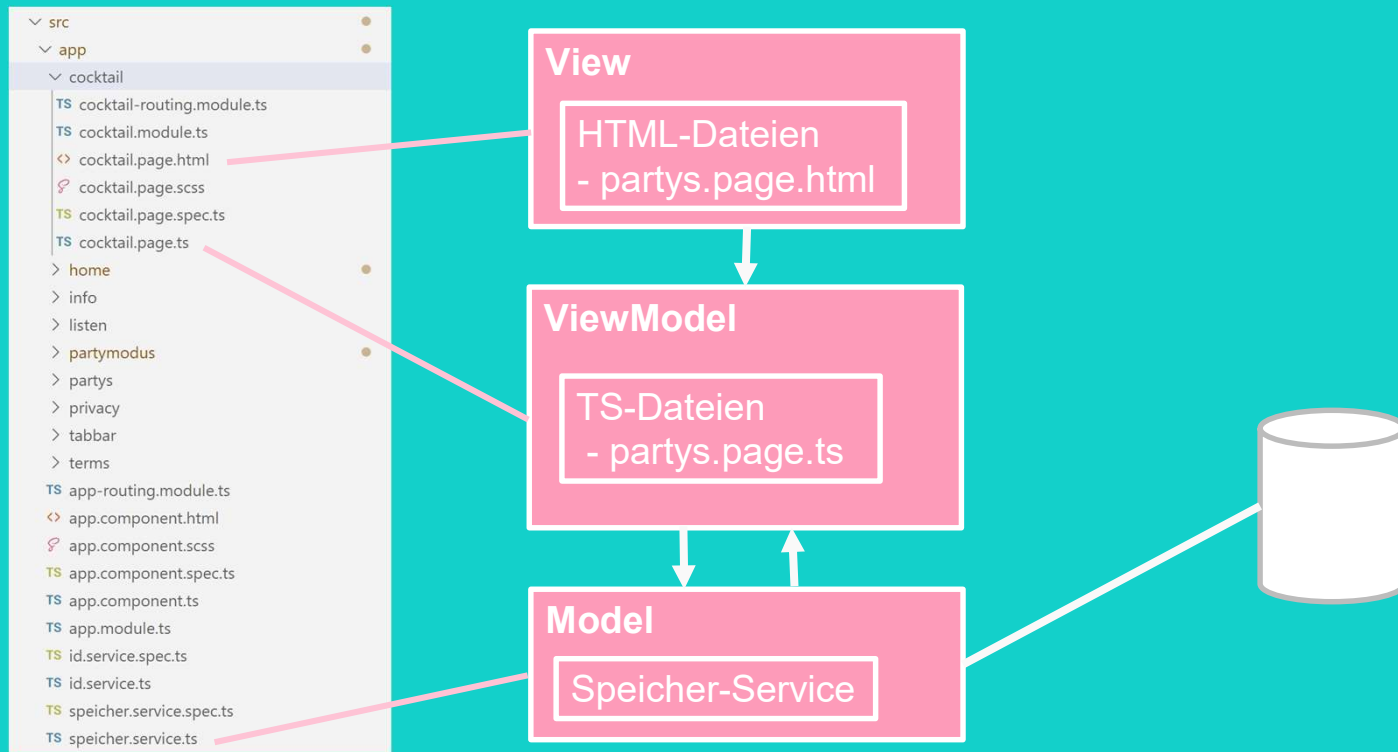 src
app
cocktail
TS cocktail-routing.module.ts
TS cocktail.module.ts
<> cocktail.page.html
cocktail.page.scss
TS cocktail.page.spec.ts
TS cocktail.page.ts
home
info
listen
partymodus
partys
privacy
tabbar
terms
TS app-routing.module.ts
<> app.component.html
app.component.scss
TS app.component.spec.ts
TS app.component.ts
TS app.module.ts
TS id.service.spec.ts
TS id.service.ts
TS speicher.service.spec.ts
TS speicher.service.ts
View
HTML-Dateien
- partys.page.html
ViewModel
TS-Dateien
- partys.page.ts
Model
Speicher-Service